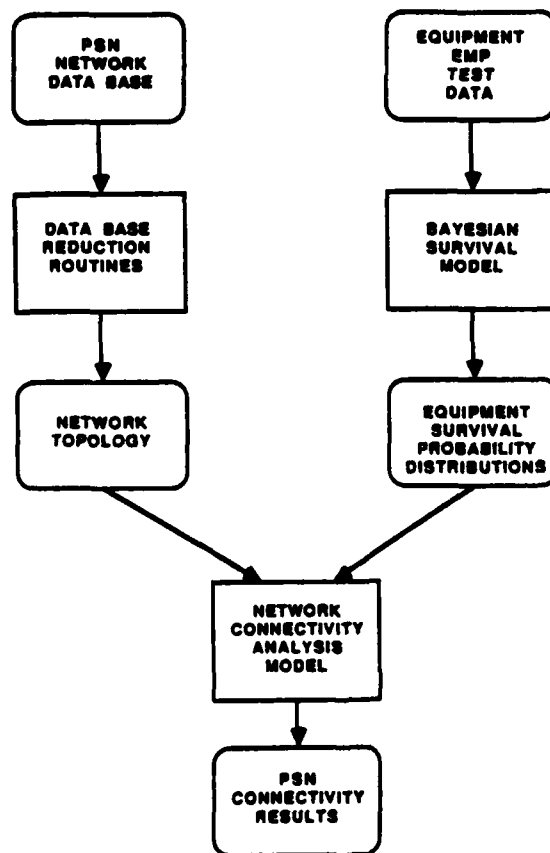 PSN
NETWORK
DATA BASE
EQUIPMENT
EMP
TEST
DATA
DATA BASE
REDUCTION
ROUTINES
BAYESIAN
SURVIVAL
MODEL
NETWORK
TOPOLOGY
EQUIPMENT
SURVIVAL
PROBABILITY
DISTRIBUTIONS
NETWORK
CONNECTIVITY
ANALYSIS
MODEL
PSN
CONNECTIVITY
RESULTS